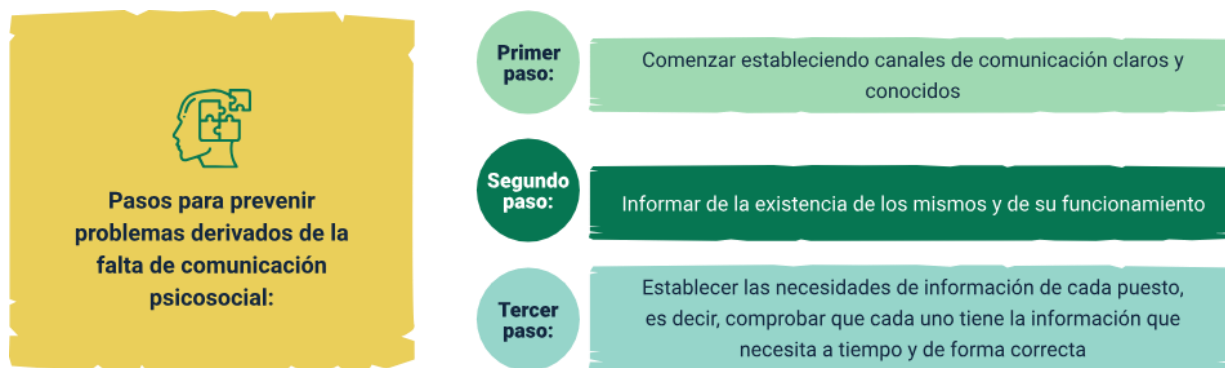 Pasos para prevenir
problemas derivados de la
falta de comunicación
psicosocial:
Primer
paso:
Comenzar estableciendo canales de comunicación claros y
conocidos
Segundo
paso:
Informar de la existencia de los mismos y de su funcionamiento
Tercer
paso:
Establecer las necesidades de información de cada puesto,
es decir, comprobar que cada uno tiene la información que
necesita a tiempo y de forma correcta